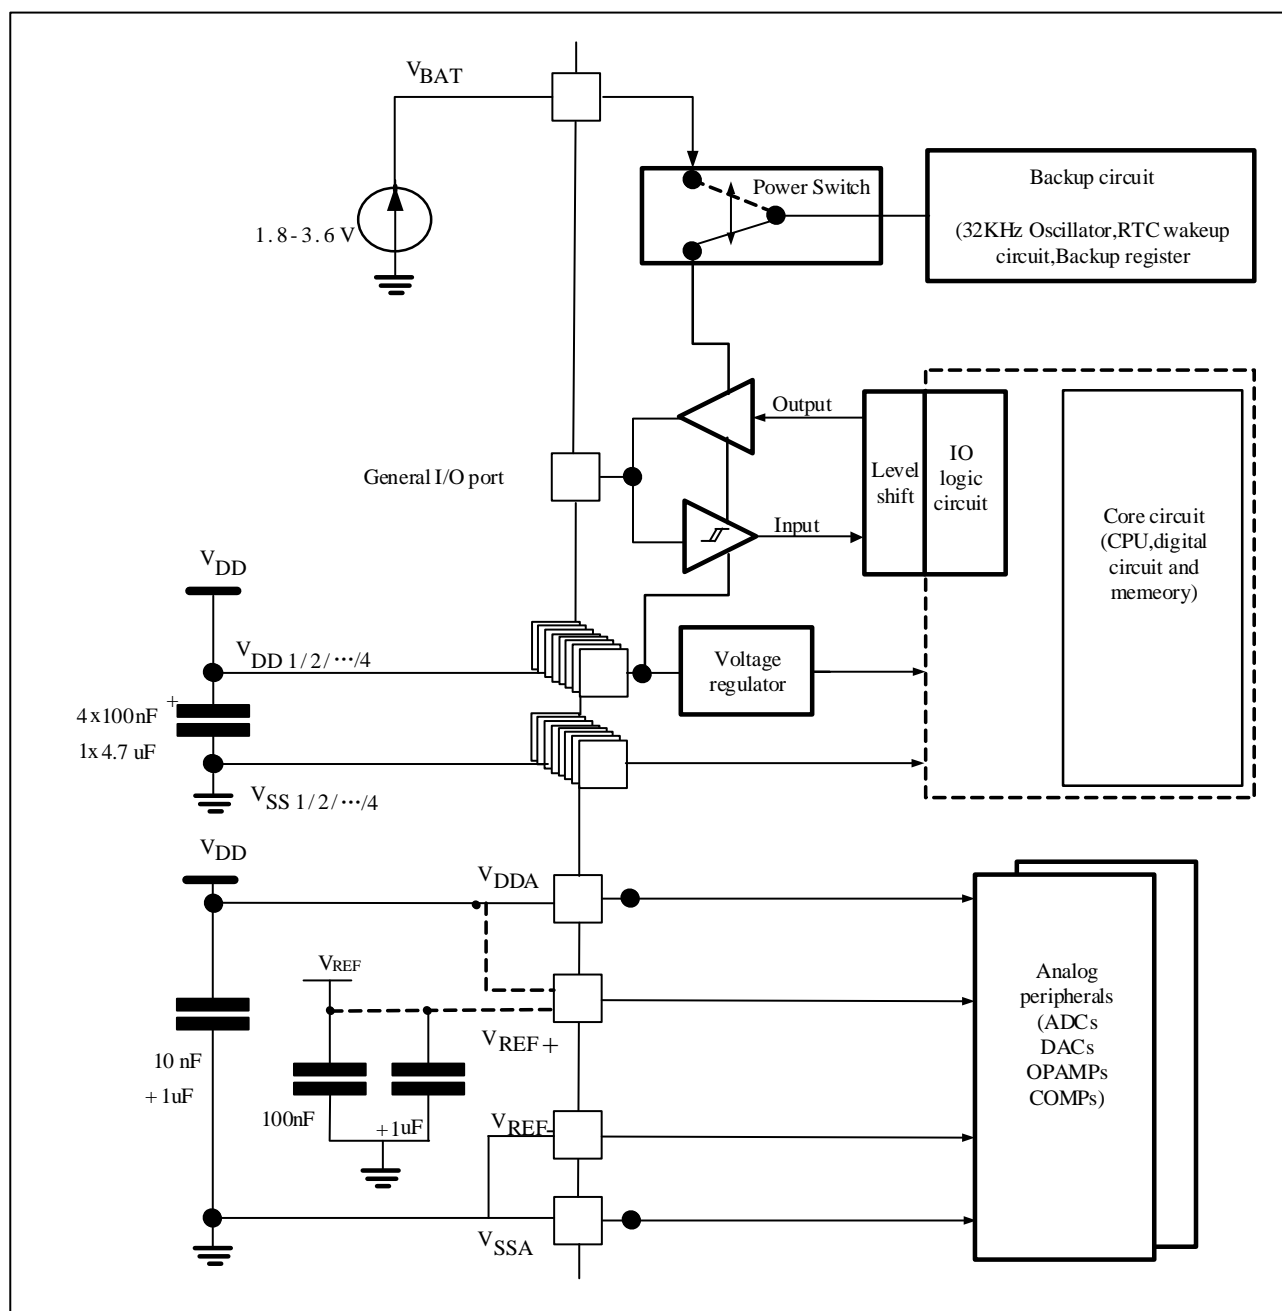 VBAT
Power Switch
Backup circuit
(32KHz Oscillator,RTC wakeup
circuit,Backup register
1.8-3.6 V
Output
Level
shift
IO
logic
circuit
General I/O port
Input
Core circuit
(CPU,digital
circuit and
memeory)
VDD
VDD 1/2/···/4
Voltage
regulator
+
4x100nF
1x 4.7 uF
VSS 1/2/···/4
VDD
VDDA
VREF
VREF+
Analog
peripherals
(ADCs
DACs
OPAMPs
COMPs)
10 nF
+1uF
100nF
+1uF
VREF-
VSSA